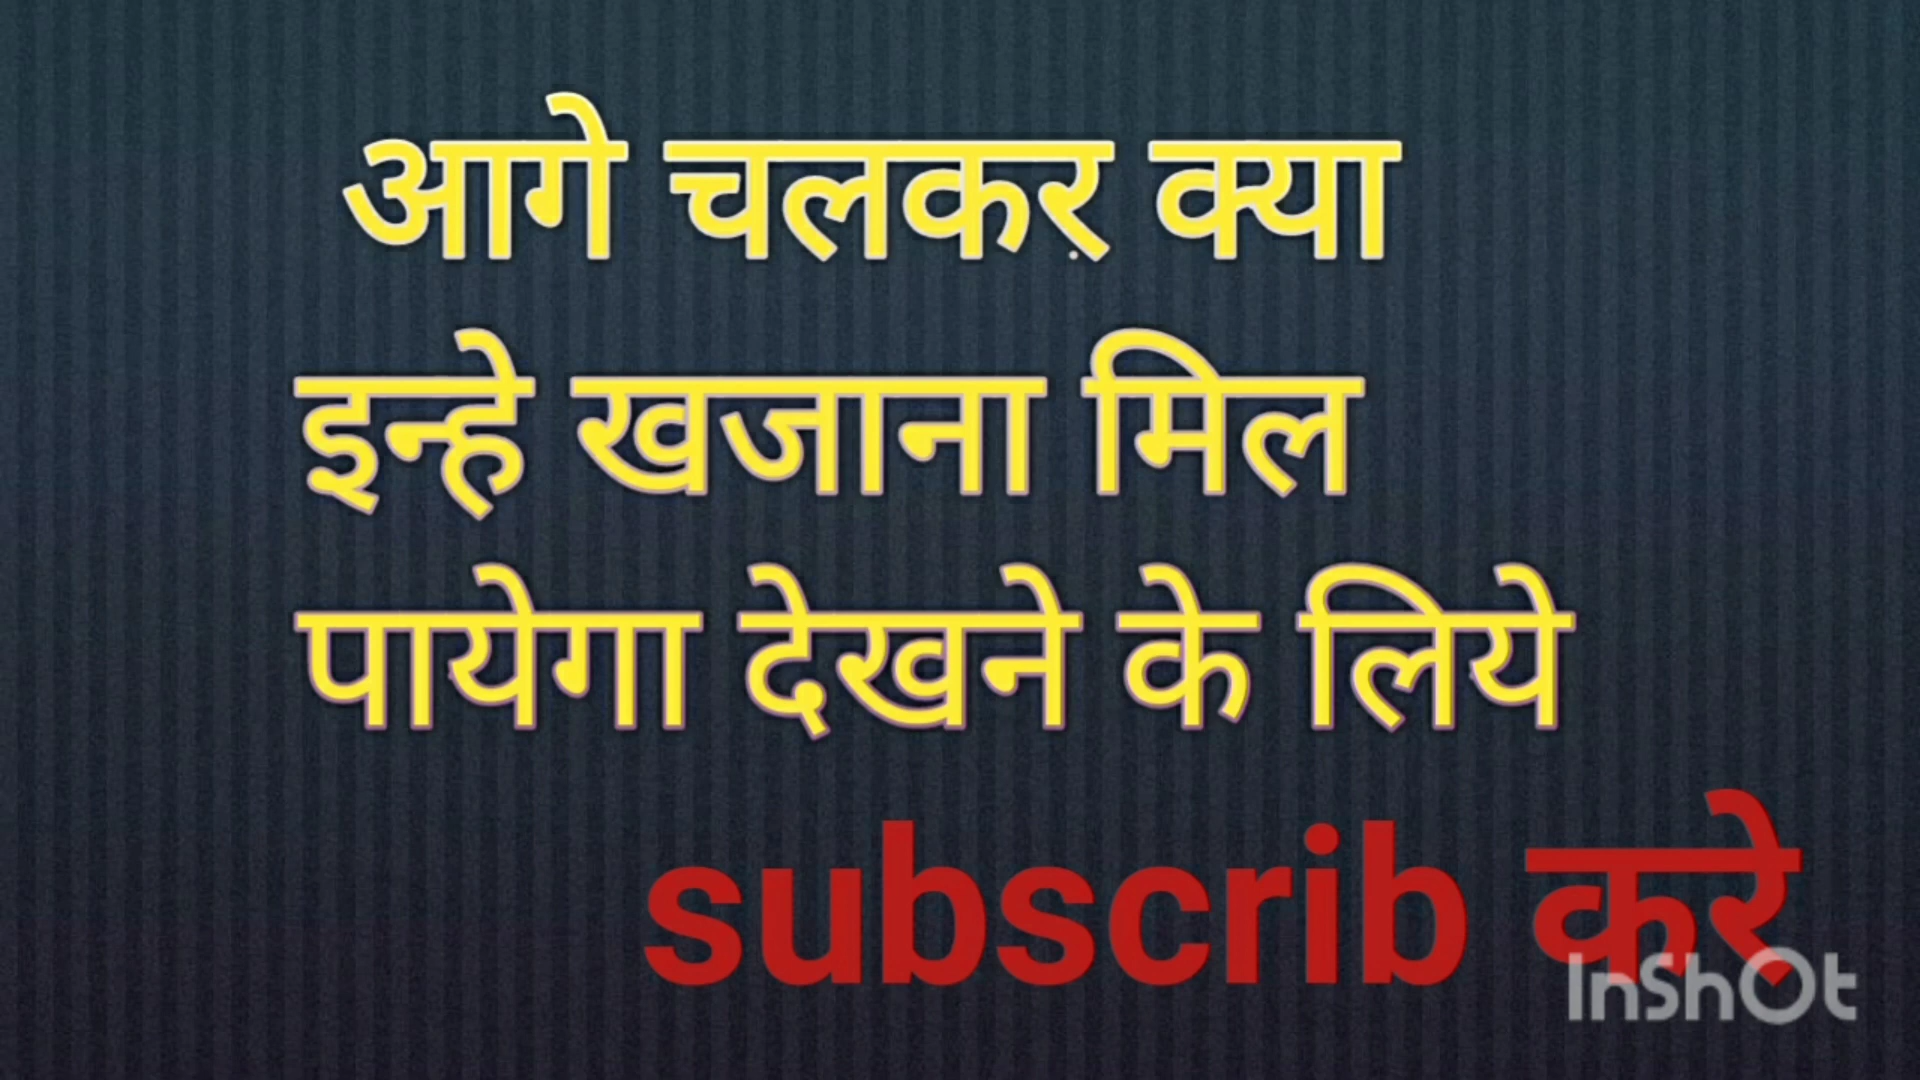 आगे चलकर क्या
इन्हे खजाना मिल
पायेगा देखने के लिये
subscrib करे
InShOt